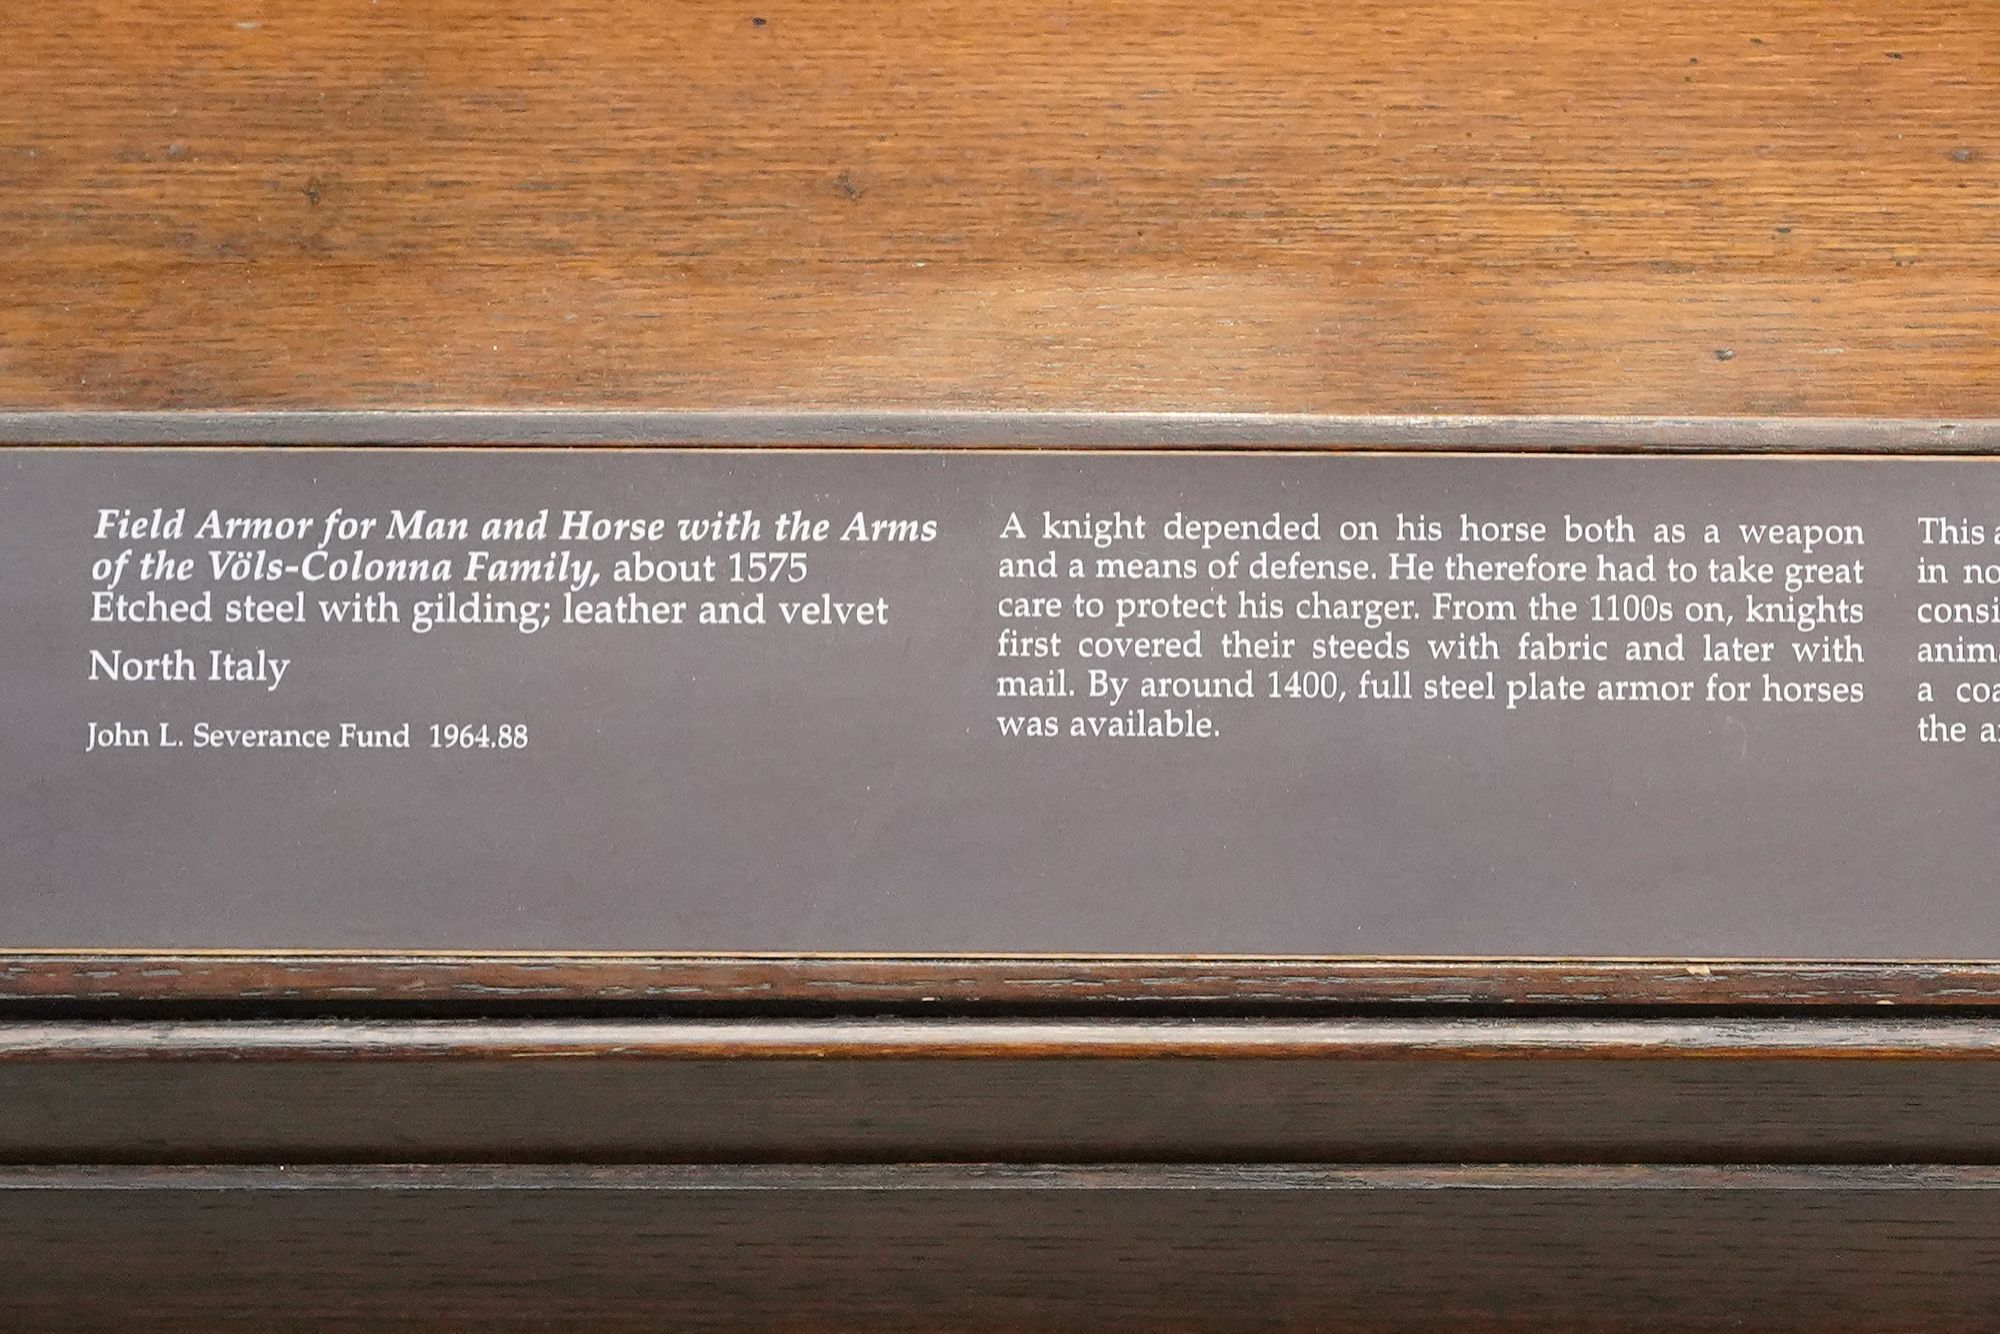 Field Armor for Man and Horse with the Arms
of the Völs-Colonna Family, about 1575
Etched steel with gilding; leather and velvet
North Italy
John L. Severance Fund 1964.88
A knight depended on his horse both as a weapon
and a means of defense. He therefore had to take great
care to protect his charger. From the 1100s on, knights
first covered their steeds with fabric and later with
mail. By around 1400, full steel plate armor for horses
was available.
This
in
a
the